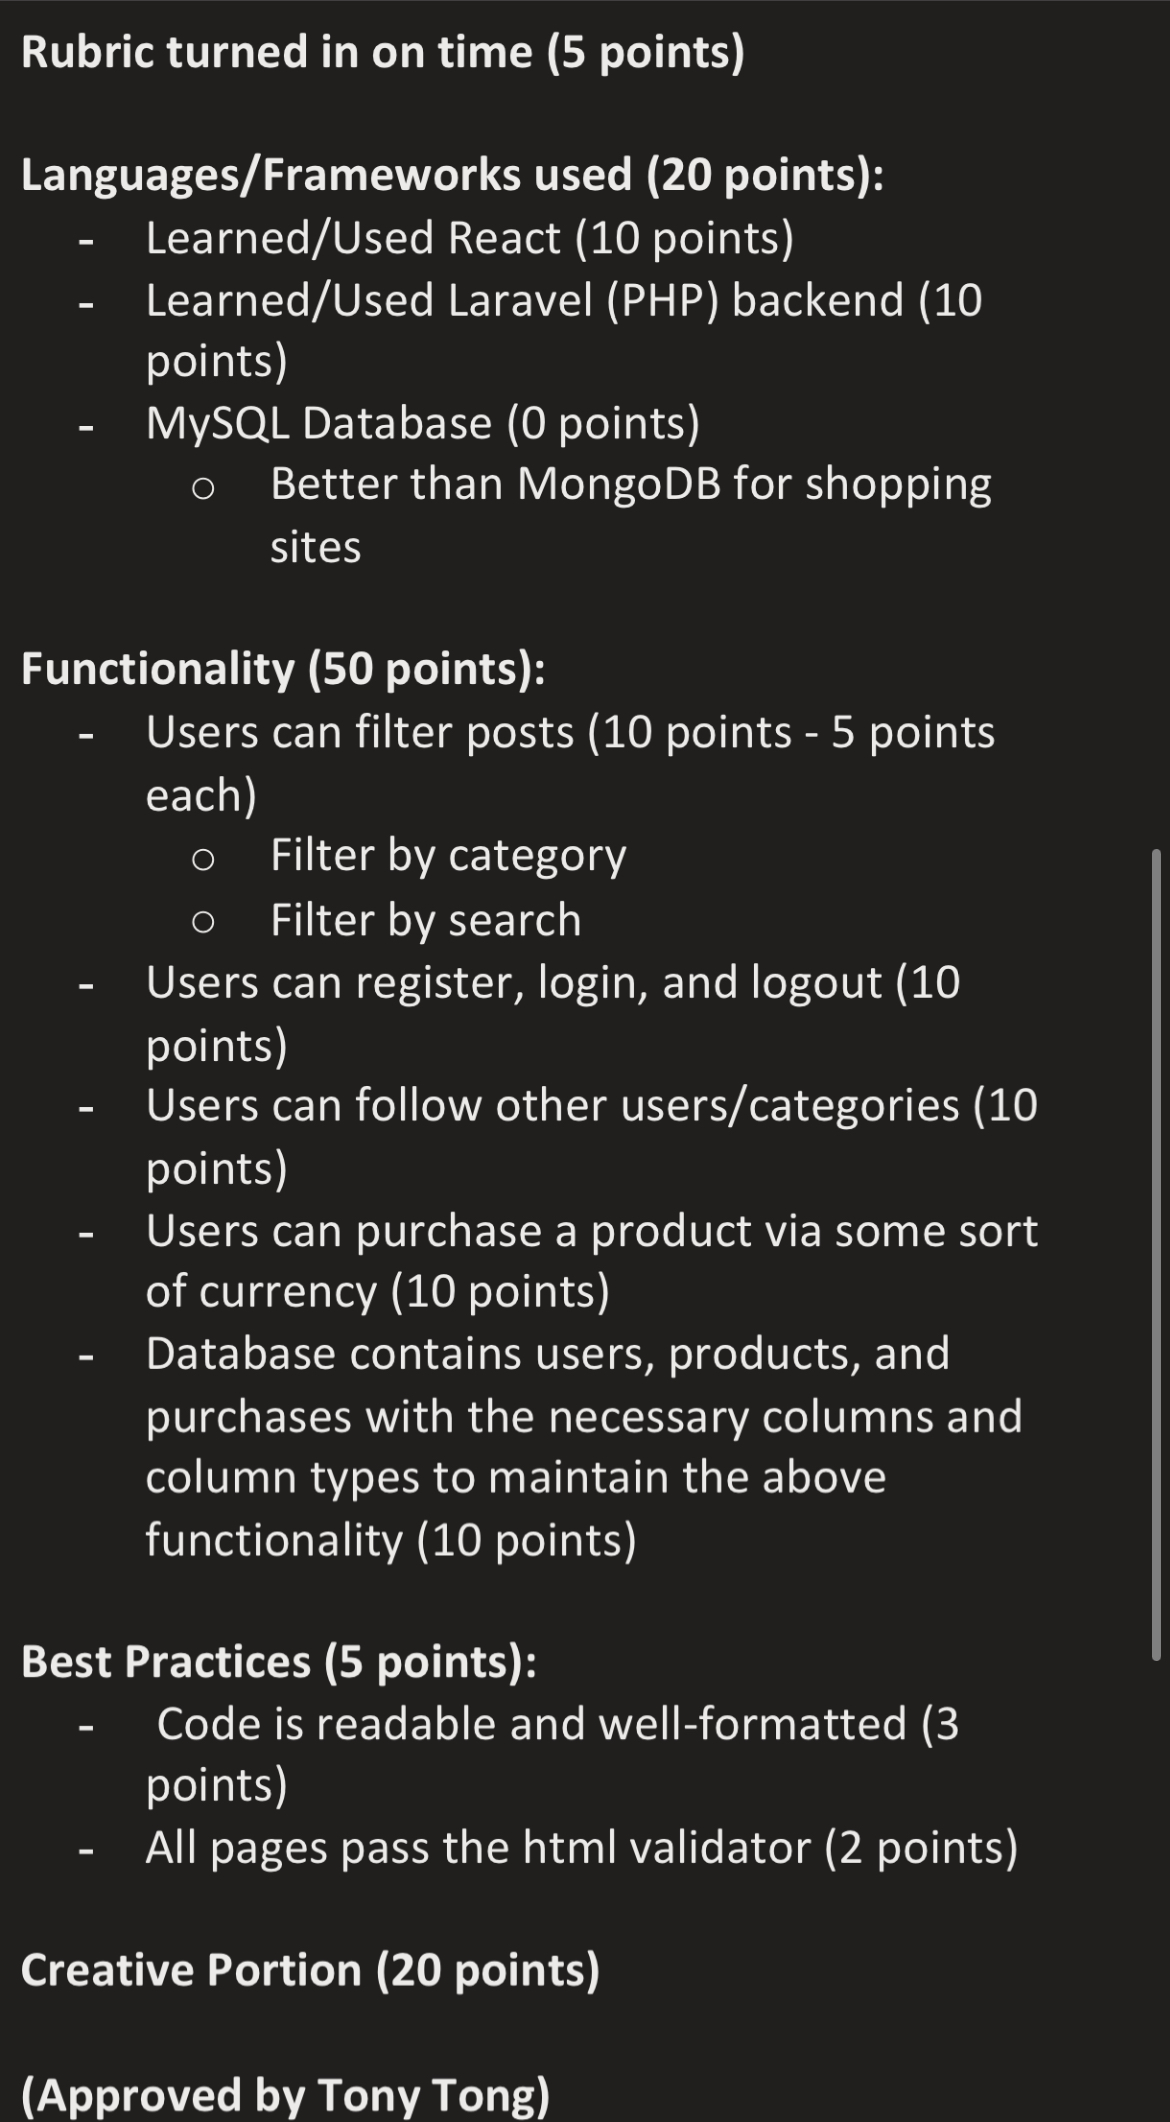 Rubric turned in on time (5 points)
Languages/Frameworks used (20 points):
- Learned/Used React (10 points)
- Learned/Used Laravel (PHP) backend (10
points)
- MySQL Database (0 points)
○ Better than MongoDB for shopping
sites
Functionality (50 points):
- Users can filter posts (10 points - 5 points
each)
○ Filter by category
○ Filter by search
- Users can register, login, and logout (10
points)
- Users can follow other users/categories (10
points)
- Users can purchase a product via some sort
of currency (10 points)
- Database contains users, products, and
purchases with the necessary columns and
column types to maintain the above
functionality (10 points)
Best Practices (5 points):
- Code is readable and well-formatted (3
points)
- All pages pass the html validator (2 points)
Creative Portion (20 points)
(Approved by Tony Tong)